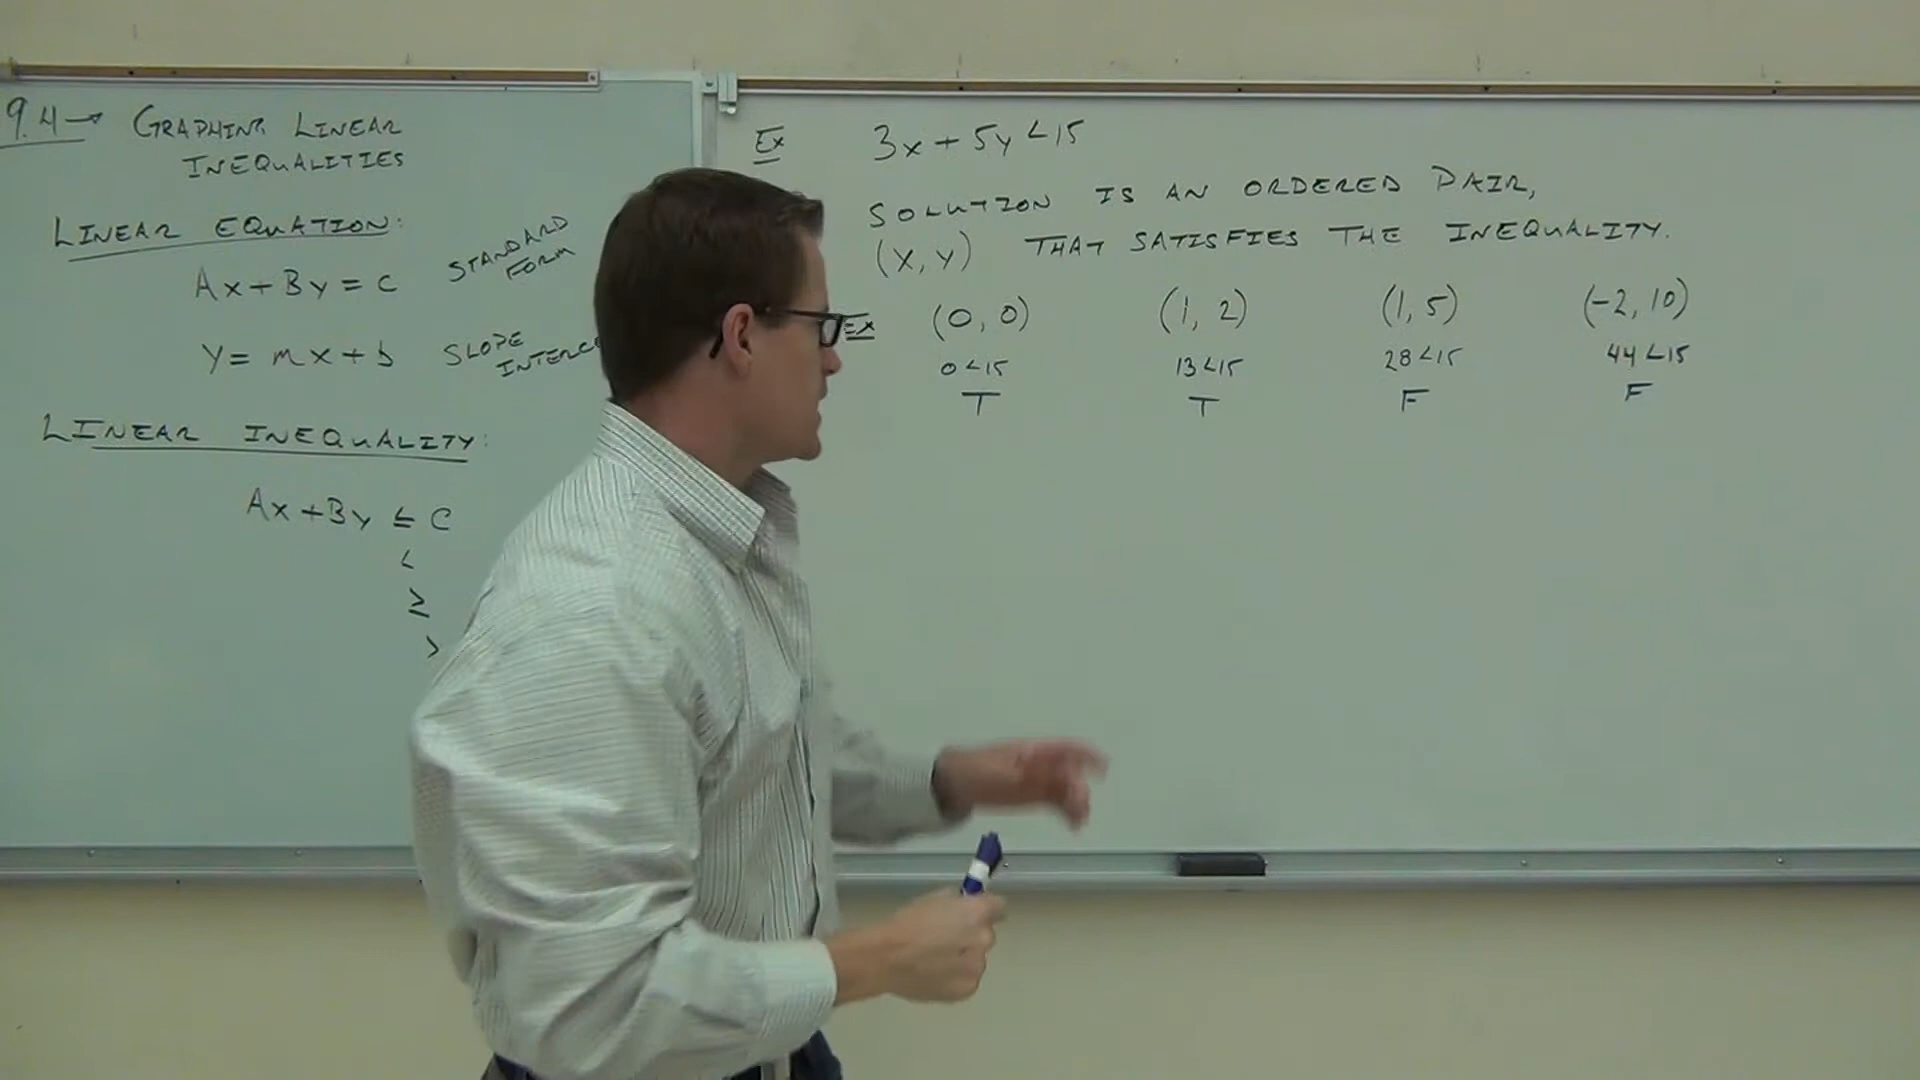 9.4→ GRAPHING LINEAR
INEQUALITIES
LINEAR EQUATION:
Ax+By=C STANDARD
FORM
y=mx+b SLOPE
LINEAR INEQUALITY:
Ax+By ≤ C
<
≥
>
Ex 3x+5y<15
SOLUTION IS AN ORDERED PAIR,
(x,y) THAT SATISFIES THE INEQUALITY.
Ex (0,0) (1,2) (1,5) (-2,10)
0<15 13<15 28<15 44<15
T T F F